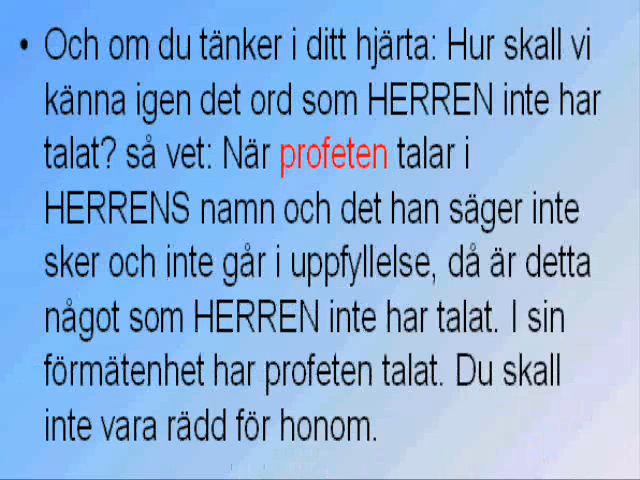 • Och om du tänker i ditt hjärta: Hur skall vi
känna igen det ord som HERREN inte har
talat? så vet: När profeten talar i
HERRENS namn och det han säger inte
sker och inte går i uppfyllelse, då är detta
något som HERREN inte har talat. I sin
förmätenhet har profeten talat. Du skall
inte vara rädd för honom.